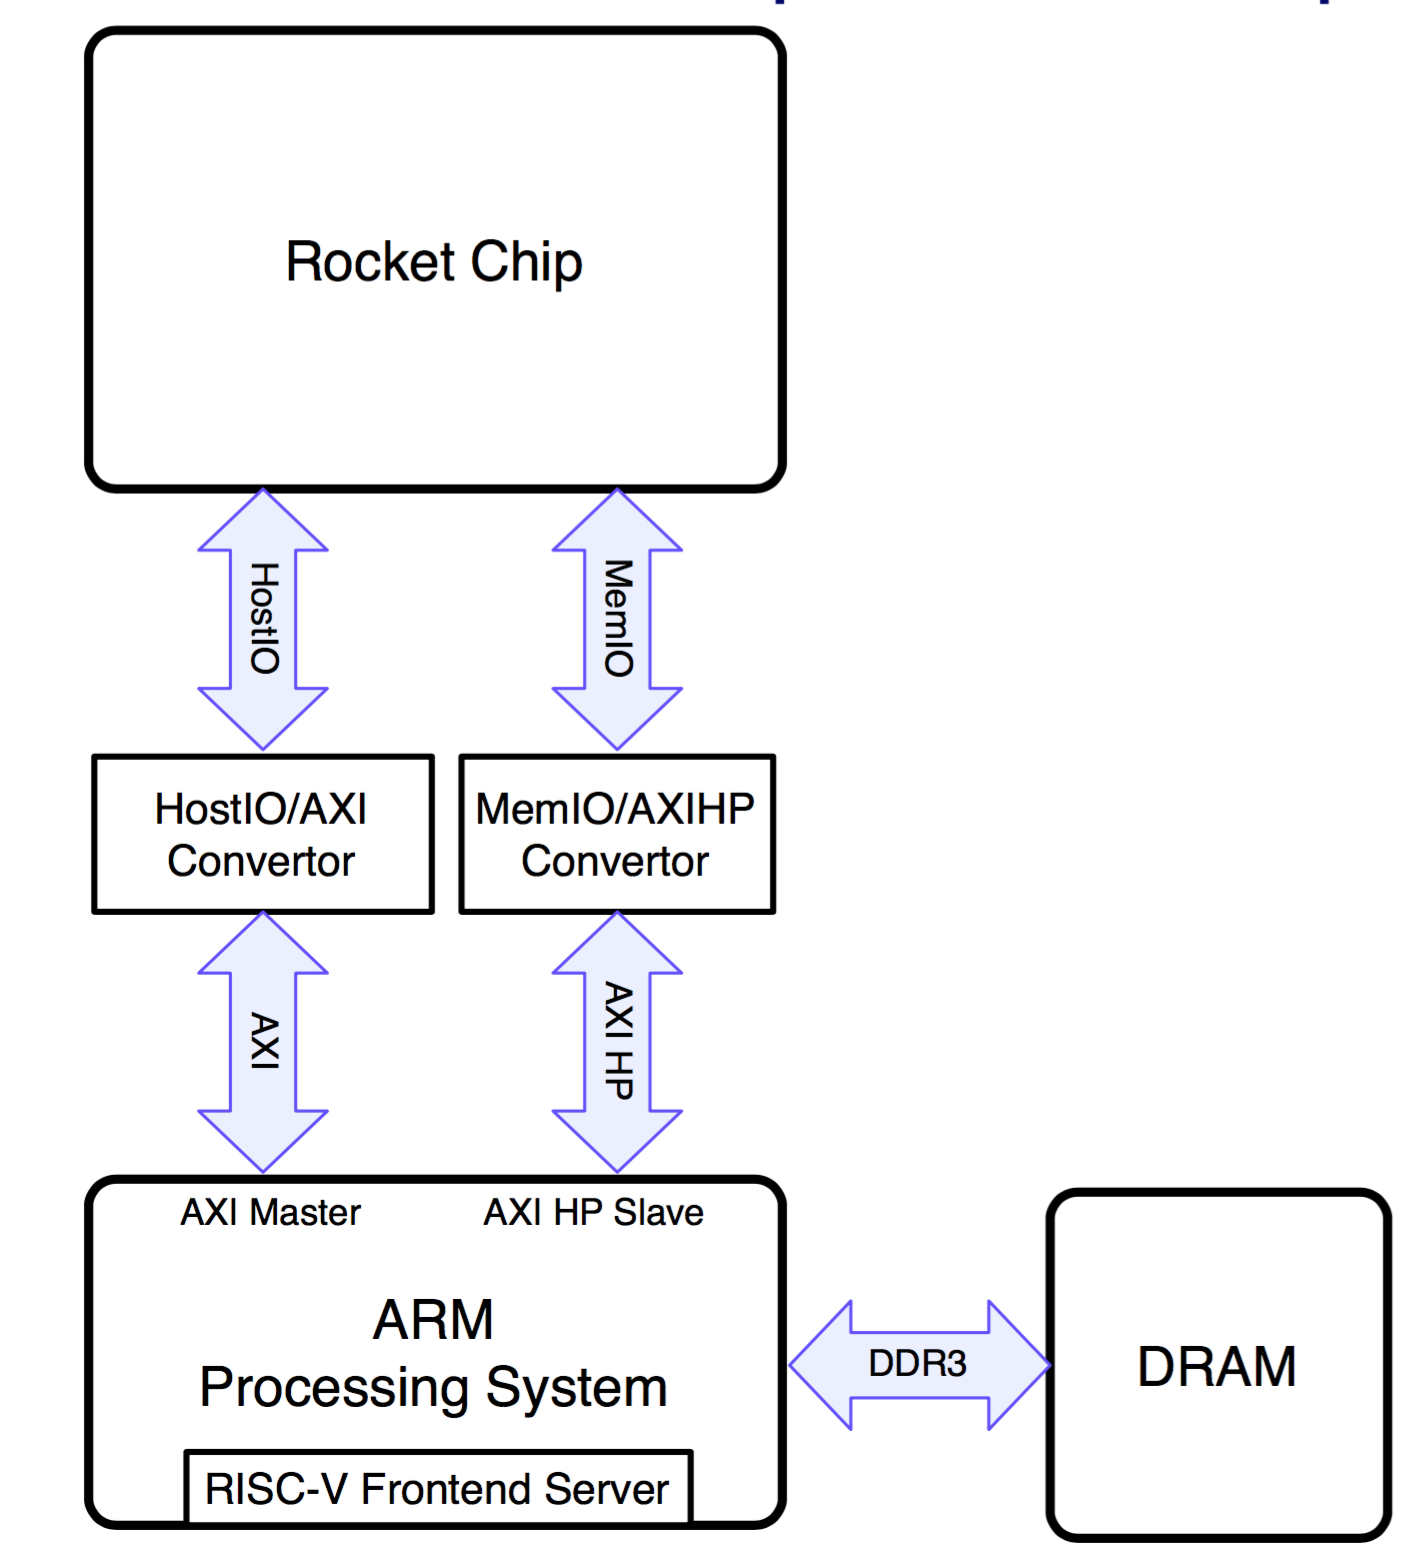 Rocket Chip
HostIO
MemIO
HostIO/AXI
Convertor
MemIO/AXIHP
Convertor
AXI
AXI HP
AXI Master
AXI HP Slave
ARM
Processing System
RISC-V Frontend Server
DDR3
DRAM